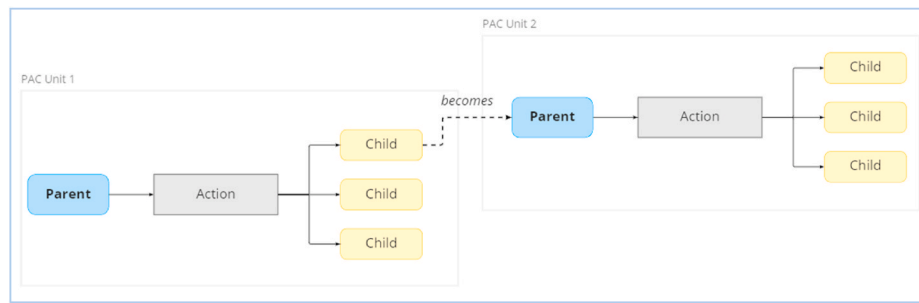 PAC Unit 1
Parent
Action
Child
Child
Child
becomes
PAC Unit 2
Parent
Action
Child
Child
Child